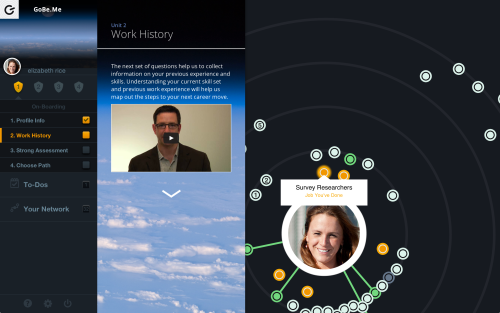 GoBe.Me
elizabeth rice
1
Go-Boarding
1. Profile Info
2. Work History
3. Strong Assessment
4. Choose Path
To-Dos
Your Network
Unit 2
Work History
The next set of questions help us to collect
information on your previous experience and
skills. Understanding your current skill set
and previous work experience will help us
map out the steps to your next career move.
Survey Researchers
Job You've Done